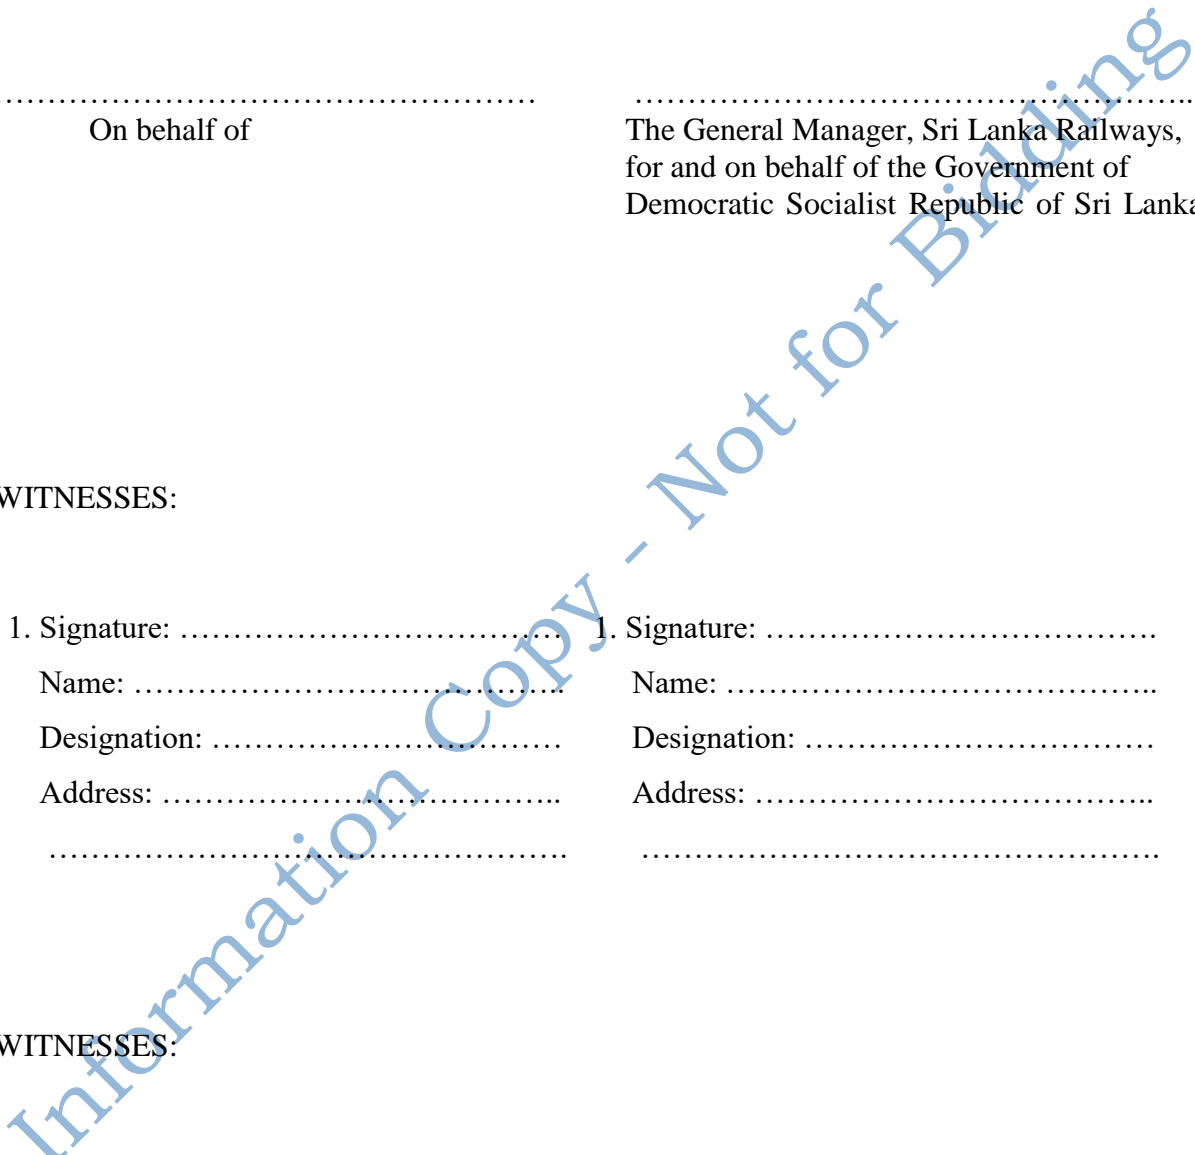 ……………………………………………… ………………………………………………..
On behalf of The General Manager, Sri Lanka Railways,
for and on behalf of the Government of
Democratic Socialist Republic of Sri Lanka
WITNESSES:
1. Signature: ……………………………… 1. Signature: ……………………………….
Name: ………………………………….. Name: …………………………………..
Designation: …………………………… Designation: ……………………………
Address: ……………………………….. Address: ………………………………..
…………………………………………. ………………………………………….
WITNESSES:
Information Copy - Not for Bidding